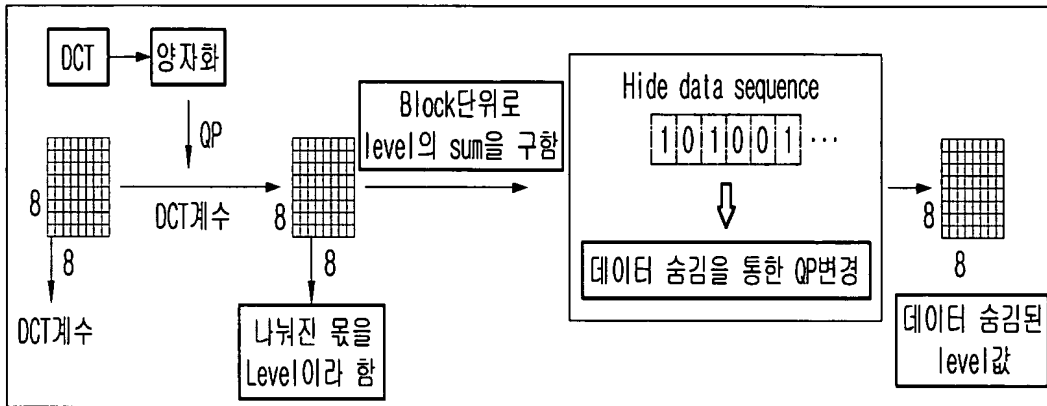 DCT
양자화
QP
8
8
DCT계수
DCT계수
8
나눠진 몫을
Level이라 함
Block단위로
level의 sum을 구함
Hide data sequence
1 0 1 0 0 1 ···
데이터 숨김을 통한 QP변경
8
8
데이터 숨김된
level값